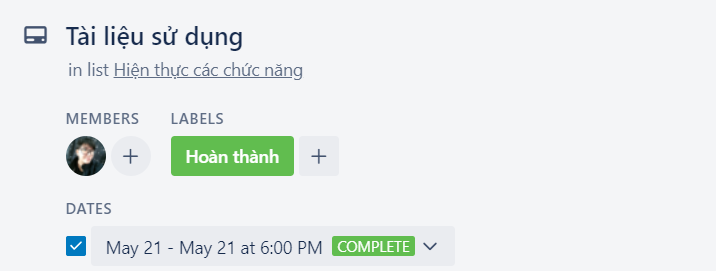 Tài liệu sử dụng
in list Hiện thực các chức năng
MEMBERS LABELS
Hoàn thành
DATES
May 21 - May 21 at 6:00 PM COMPLETE